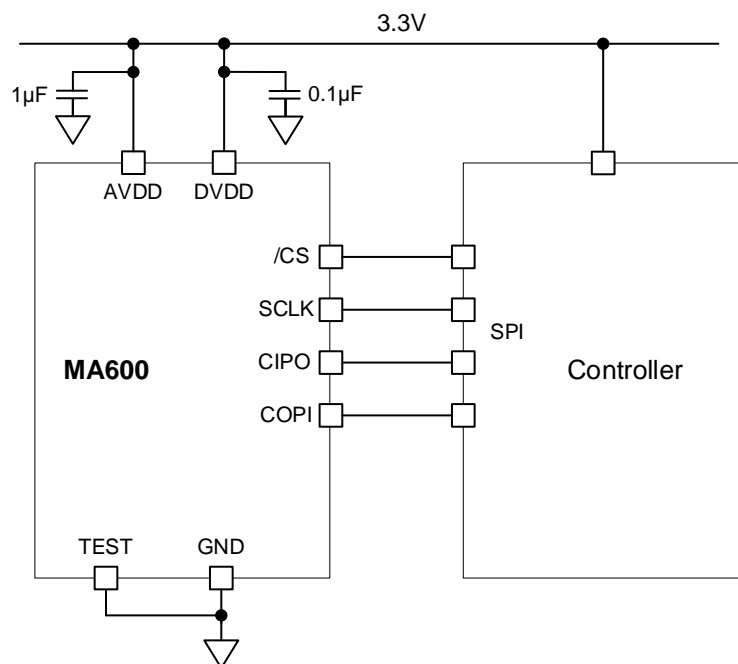 3.3V
1µF
0.1µF
AVDD
DVDD
/CS
SCLK
SPI
MA600
CIPO
Controller
COPI
TEST
GND